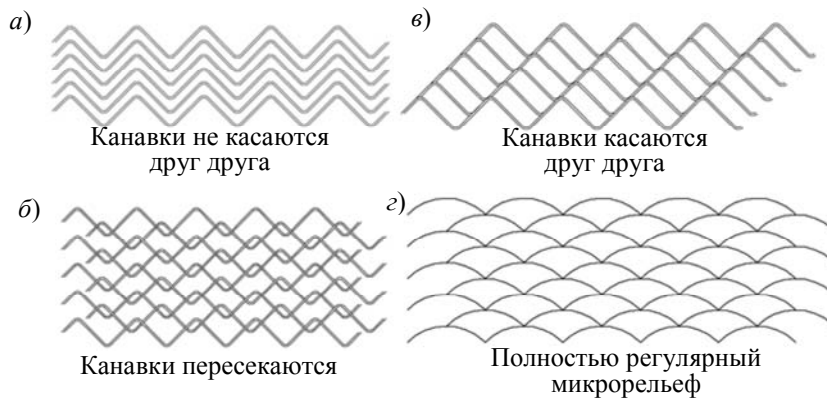 а)
Канавки не касаются
друг друга
в)
Канавки касаются
друг друга
б)
Канавки пересекаются
г)
Полностью регулярный
микрорельеф